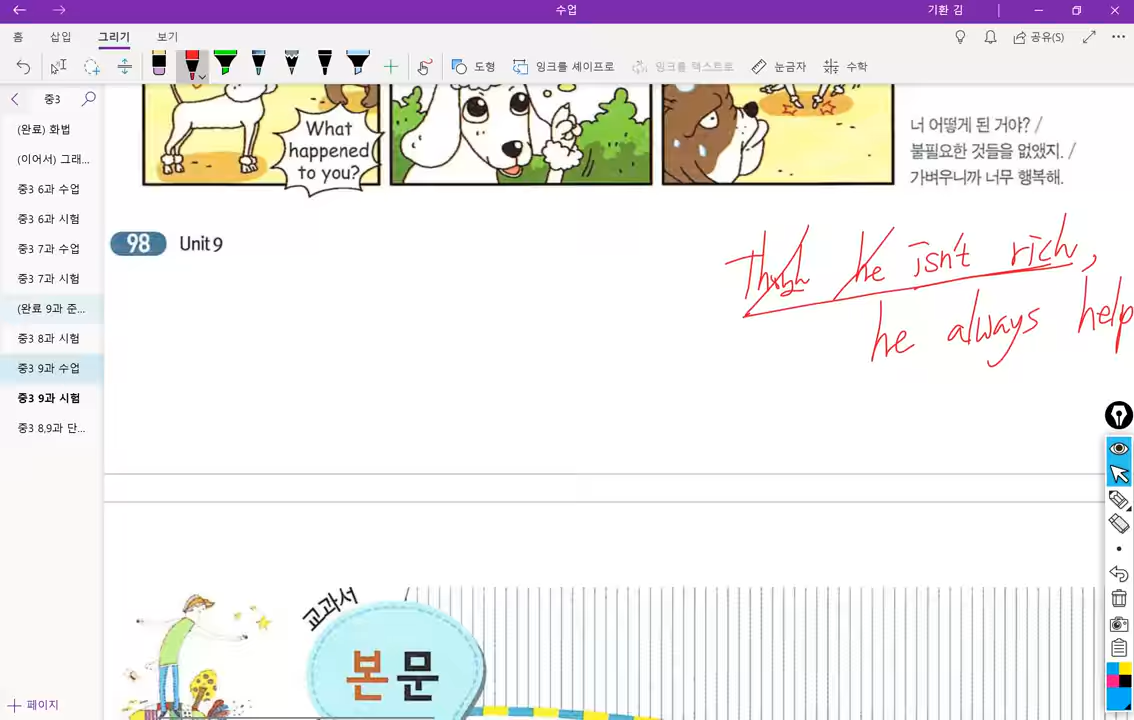 수업
기환 김
홈 삽입 그리기 보기
공유(S)
도형 잉크를 셰이프로 잉크를 텍스트로 눈금자 수학
중3
(완료) 화법
(이어서) 그래...
중3 6과 수업
중3 6과 시험
중3 7과 수업
중3 7과 시험
(완료 9과 준...
중3 8과 시험
중3 9과 수업
중3 9과 시험
중3 8,9과 단...
페이지
What
happened
to you?
너 어떻게 된 거야? /
불필요한 것들을 없앴지. /
가벼우니까 너무 행복해.
98 Unit 9
Though he isn't rich,
he always help
교과서
본문